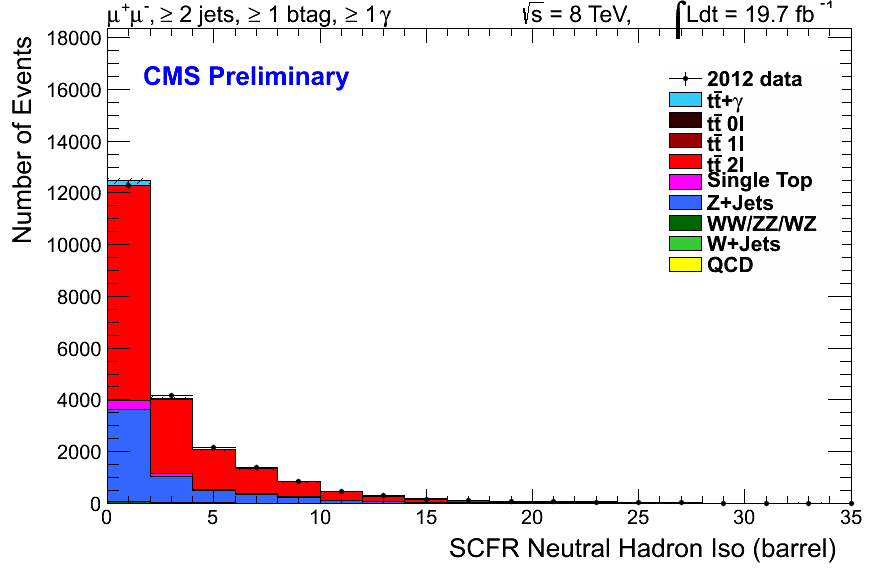 μ⁺μ⁻, ≥ 2 jets, ≥ 1 btag, ≥ 1 γ
√s = 8 TeV, ∫Ldt = 19.7 fb⁻¹
CMS Preliminary
2012 data
tt̄+γ
tt̄ 0l
tt̄ 1l
tt̄ 2l
Single Top
Z+Jets
WW/ZZ/WZ
W+Jets
QCD
Number of Events
18000
16000
14000
12000
10000
8000
6000
4000
2000
0
0 5 10 15 20 25 30 35
SCFR Neutral Hadron Iso (barrel)